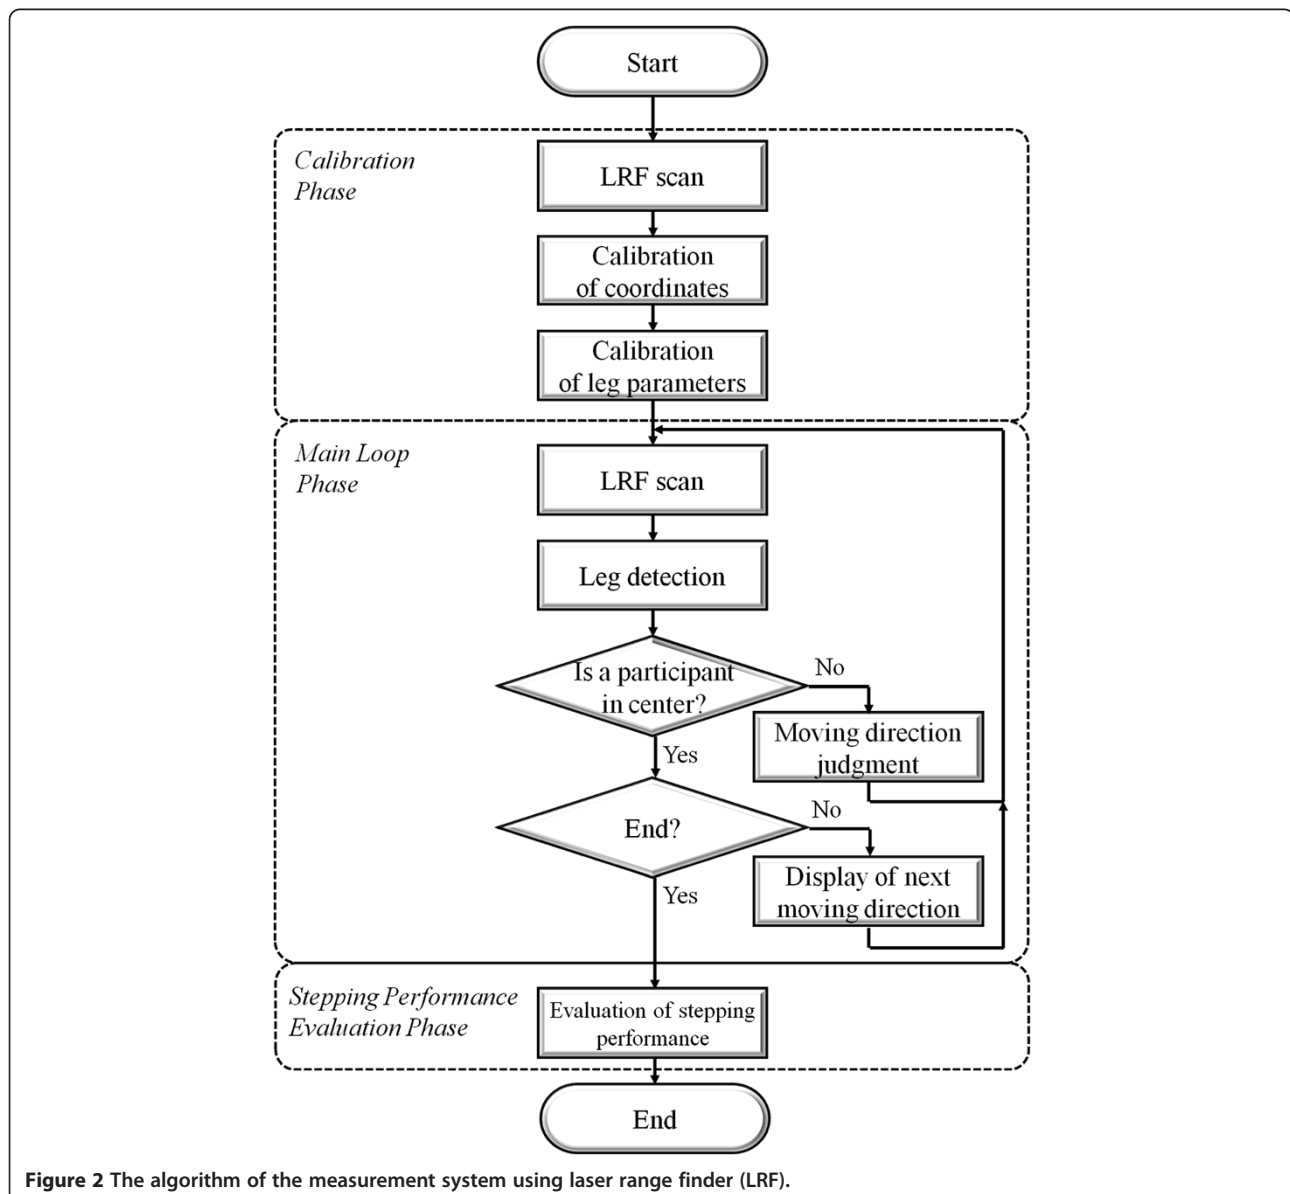 Start
Calibration
Phase
LRF scan
Calibration
of coordinates
Calibration
of leg parameters
Main Loop
Phase
LRF scan
Leg detection
Is a participant
in center?
No
Moving direction
judgment
Yes
End?
No
Display of next
moving direction
Yes
Stepping Performance
Evaluation Phase
Evaluation of stepping
performance
End
Figure 2 The algorithm of the measurement system using laser range finder (LRF).